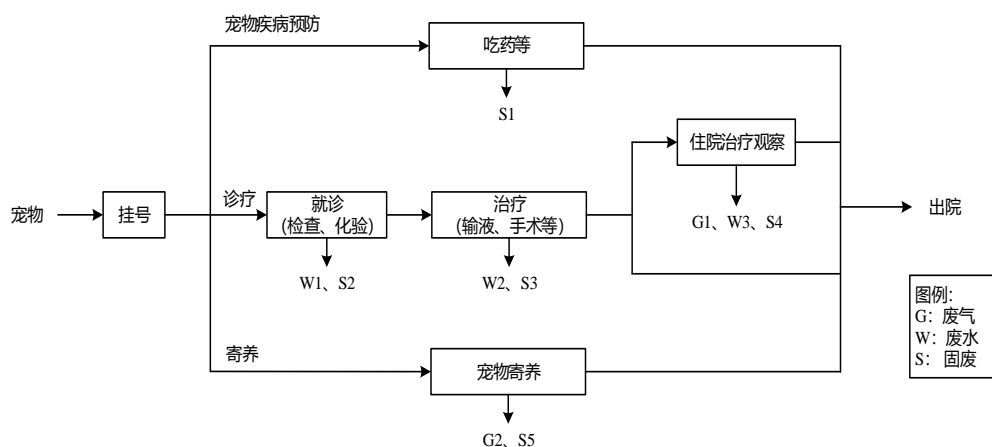 宠物疾病预防
吃药等
S1
住院治疗观察
G1、W3、S4
宠物
挂号
诊疗
就诊
(检查、化验)
W1、S2
治疗
(输液、手术等)
W2、S3
出院
寄养
宠物寄养
G2、S5
图例:
G：废气
W：废水
S： 固废